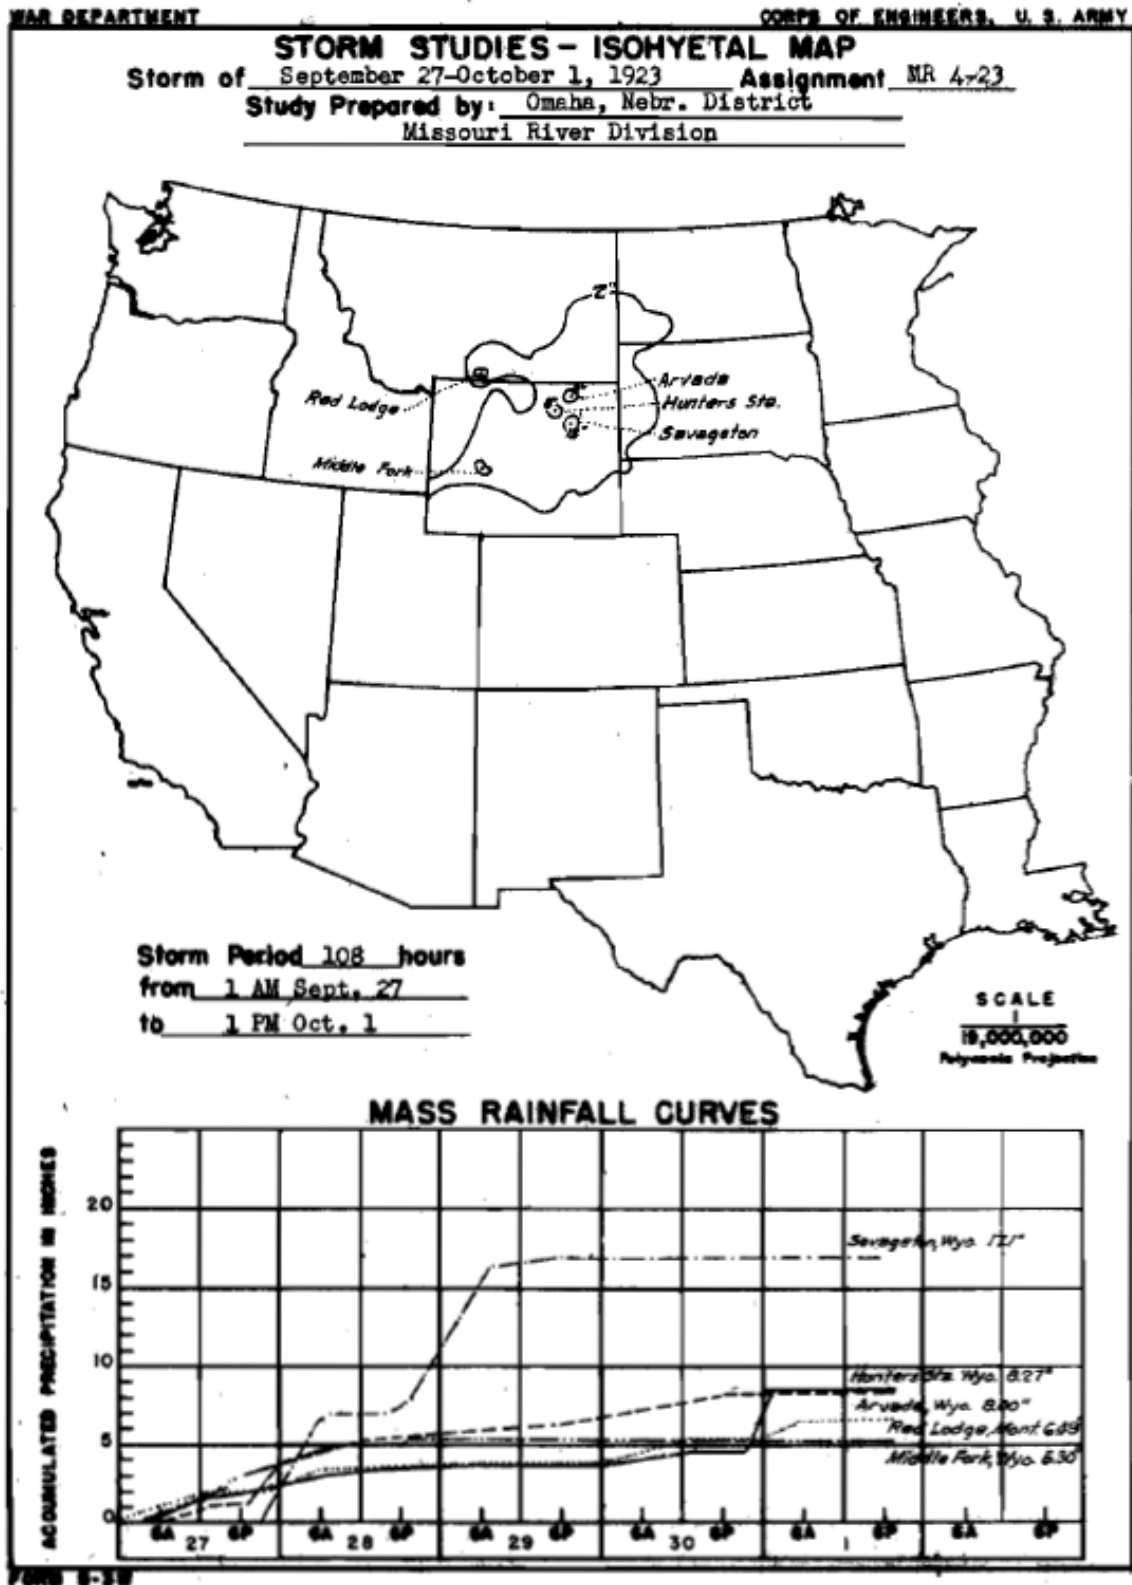 WAR DEPARTMENT
CORPS OF ENGINEERS, U. S. ARMY
STORM STUDIES - ISOHYETAL MAP
Storm of September 27-October 1, 1923 Assignment MR 4-23
Study Prepared by: Omaha, Nebr. District
Missouri River Division
2"
Red Lodge
Arvada
Hunters Sta.
Savageton
Middle Fork
Storm Period 108 hours
from 1 AM Sept. 27
to 1 PM Oct. 1
SCALE
1
19,000,000
Polyconic Projection
MASS RAINFALL CURVES
ACCUMULATED PRECIPITATION IN INCHES
20
15
10
5
0
Savageton, Wyo. 17.1"
Hunters Sta. Wyo. 8.27"
Arvada, Wyo. 8.00"
Red Lodge, Mont.
Middle Fork, Wyo.
6A 6P 6A 6P 6A 6P 6A 6P 6A 6P 6A 6P
27 28 29 30 1